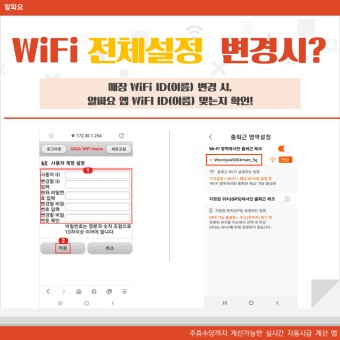 알파요
WiFi 전체설정 변경시?
매장 WiFi ID(이름) 변경 시,
알파요 앱 WiFi ID(이름) 맞는지 확인!
172.30.1.254
로그아웃
GiGA WiFi home
새로고침
kt 사용자 계정 설정
1
사용자 ID
변경할 ID 입력
현재 비밀번호 입력
변경할 비밀번호 입력
변경할 비밀번호 확인
비밀번호는 영문과 숫자 조합으로
10자이상 이어야 합니다.
2
적용
취소
출퇴근 영역설정
Wi-Fi 영역에서만 출퇴근 체크
출퇴근 Wi-Fi 설정하는 방법
지정된 위치(GPS)에서만 출퇴근 체크
주휴수당까지 계산가능한 실시간 자동시급 계산 앱